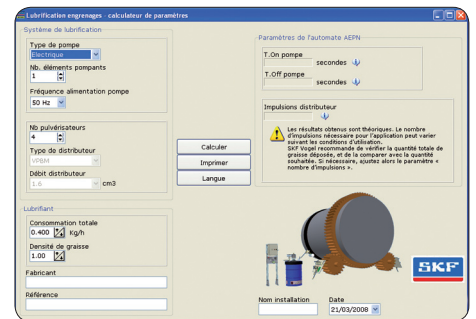 Lubrification engrenages - calculateur de paramètres
Système de lubrification
Type de pompe
Electrique
Nb. éléments pompants
1
Fréquence alimentation pompe
50 Hz
Nb pulvérisateurs
4
Type de distributeur
VPBM
Débit distributeur
1.6 cm3
Lubrifiant
Consommation totale
0.400 Kg/h
Densité de graisse
1.00
Fabricant
Référence
Calculer
Imprimer
Langue
Paramètres de l'automate AEPN
T.On pompe
secondes
T.Off pompe
secondes
Impulsions distributeur
Les résultats obtenus sont théoriques. Le nombre
d'impulsions nécessaire pour l'application peut varier
suivant les conditions d'utilisation.
SKF Vogel recommande de vérifier la quantité totale de
graisse déposée, et de la comparer avec la quantité
souhaitée. Si nécessaire, ajustez alors le paramètre «
nombre d'impulsions ».
SKF
Nom installation
Date
21/03/2008